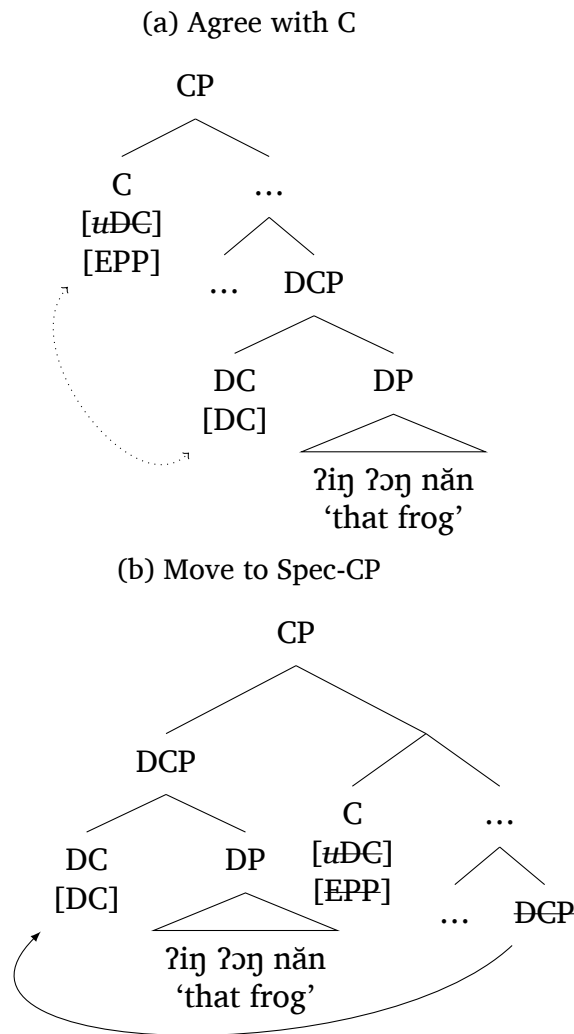 (a) Agree with C
CP
C …
[uDC]
[EPP] … DCP
DC DP
[DC]
ʔiŋ ʔɔŋ năn
‘that frog’
(b) Move to Spec-CP
CP
DCP
C …
[uDC]
DC DP [EPP]
[DC] … DCP
ʔiŋ ʔɔŋ năn
‘that frog’